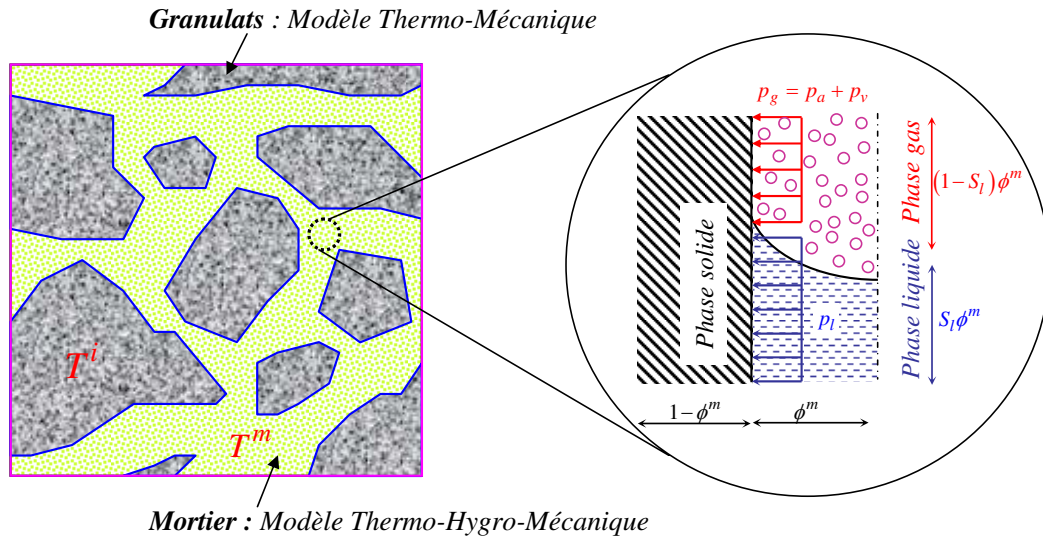 Granulats : Modèle Thermo-Mécanique
p_g = p_a + p_v
Phase gas
(1−S_l)ϕ^m
Phase solide
Phase liquide
p_l
S_lϕ^m
T^i
T^m
1−ϕ^m
ϕ^m
Mortier : Modèle Thermo-Hygro-Mécanique